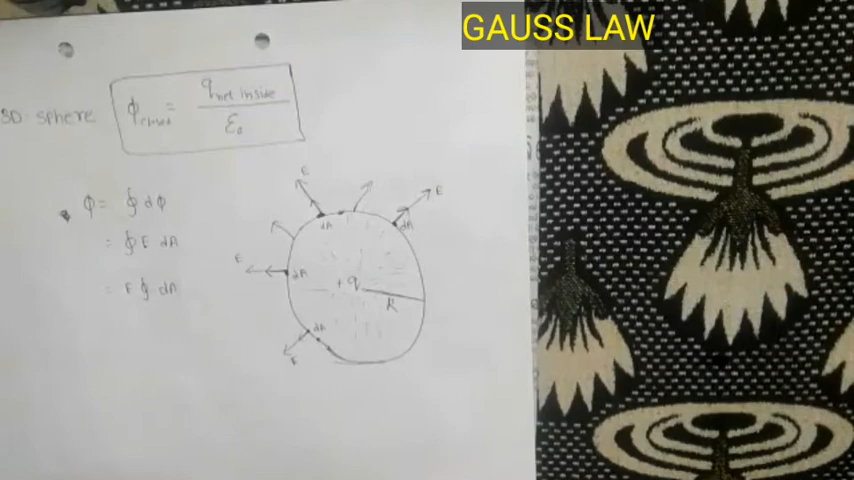 GAUSS LAW
3D-sphere ϕclosed = qnet inside / ε0
ϕ = ∮ dϕ
= ∮ E dA
= E ∮ dA
E
E
dA
dA
E
dA
+q
R
dA
E